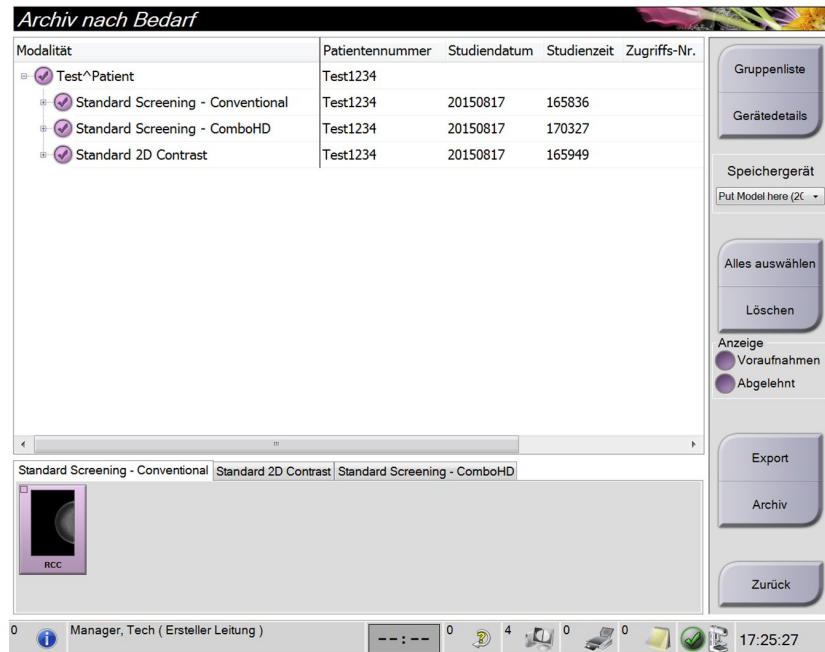 Archiv nach Bedarf
Modalität Patientennummer Studiendatum Studienzeit Zugriffs-Nr.
Test^Patient Test1234
Standard Screening - Conventional Test1234 20150817 165836
Standard Screening - ComboHD Test1234 20150817 170327
Standard 2D Contrast Test1234 20150817 165949
Gruppenliste
Gerätedetails
Speichergerät
Put Model here (20
Alles auswählen
Löschen
Anzeige
Voraufnahmen
Abgelehnt
Export
Archiv
Zurück
Standard Screening - Conventional Standard 2D Contrast Standard Screening - ComboHD
RCC
0 Manager, Tech ( Ersteller Leitung ) --:-- 0 4 0 0 17:25:27